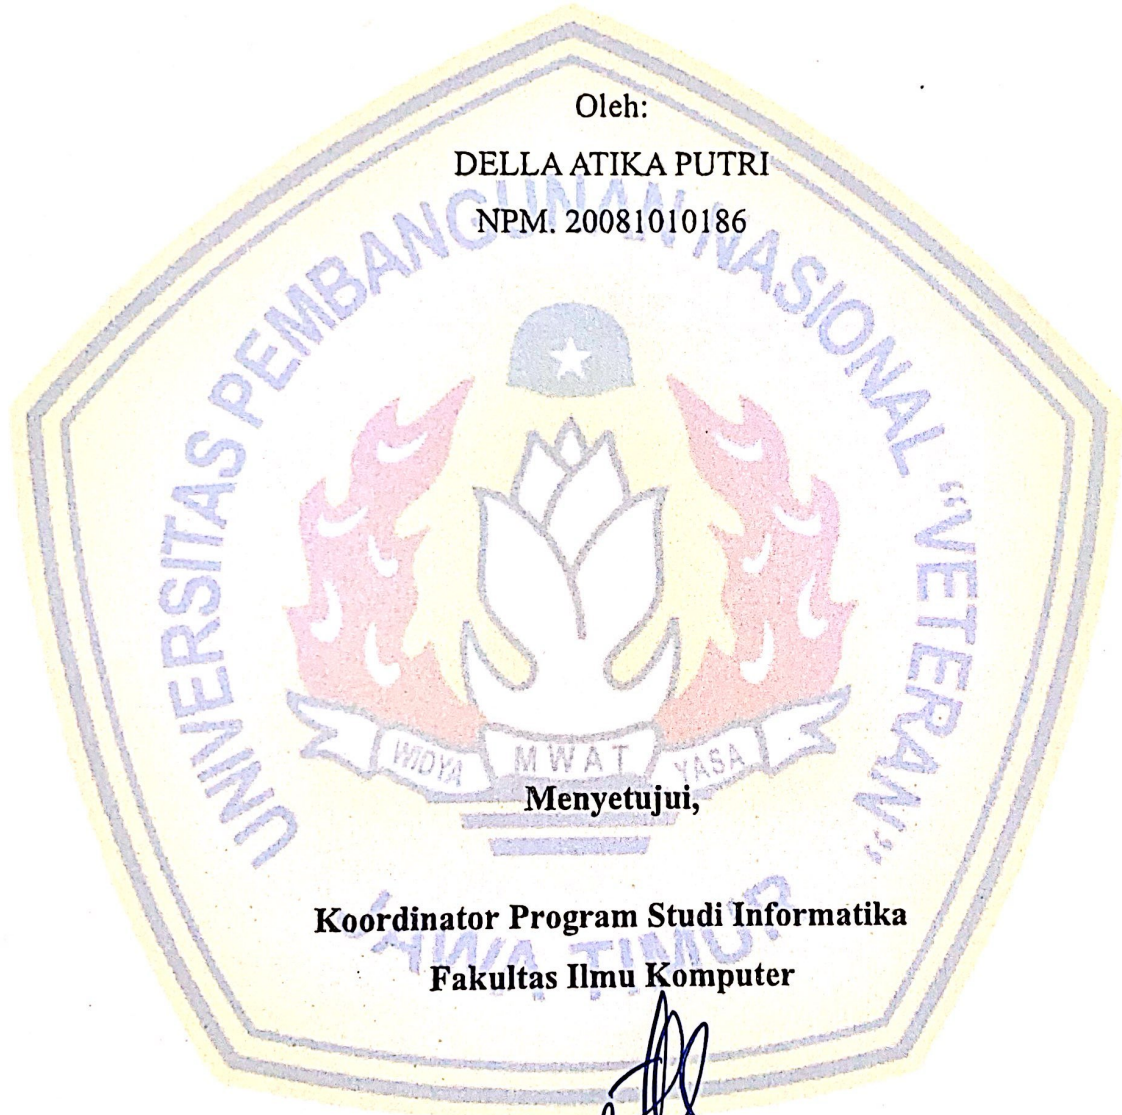 Oleh:
DELLA ATIKA PUTRI
NPM. 20081010186
UNIVERSITAS PEMBANGUNAN NASIONAL “VETERAN”
WIDYA MWAT YASA
Menyetujui,
Koordinator Program Studi Informatika
JAWA TIMUR
Fakultas Ilmu Komputer